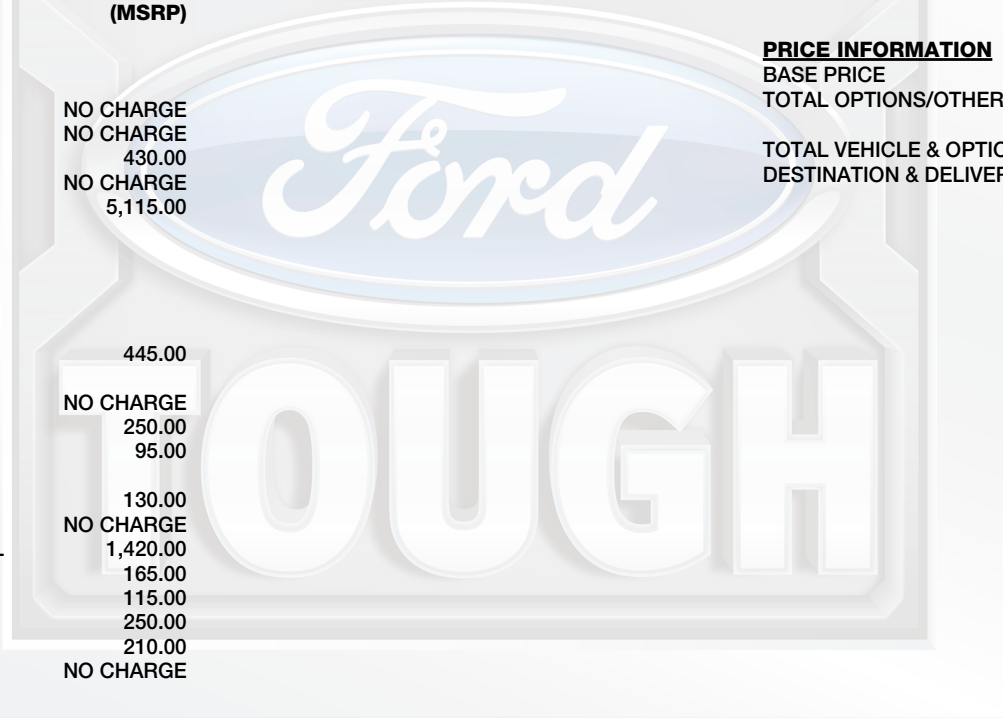 (MSRP)
NO CHARGE
NO CHARGE
430.00
NO CHARGE
5,115.00
445.00
NO CHARGE
250.00
95.00
130.00
NO CHARGE
1,420.00
165.00
115.00
250.00
210.00
NO CHARGE
PRICE INFORMATION
BASE PRICE
TOTAL OPTIONS/OTHER
TOTAL VEHICLE &
DESTINATION &
Ford
TOUGH